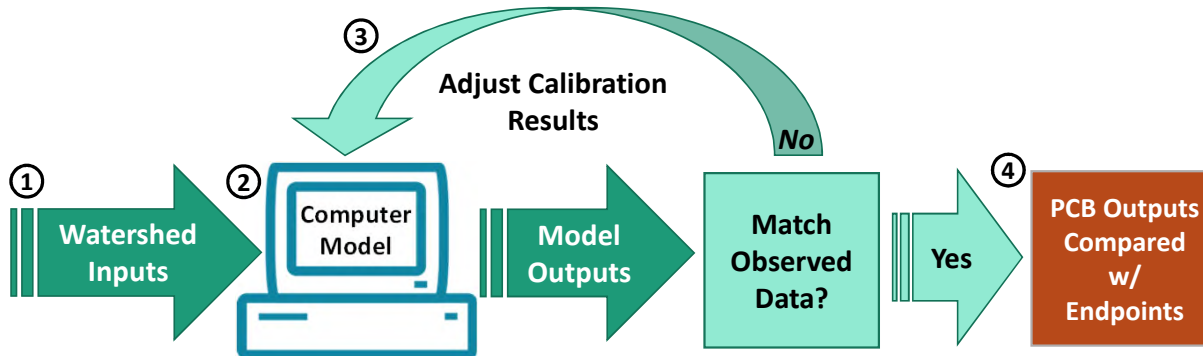 ①
Watershed
Inputs
②
Computer
Model
③
Adjust Calibration
Results
Model
Outputs
Match
Observed
Data?
No
Yes
④
PCB Outputs
Compared
w/
Endpoints